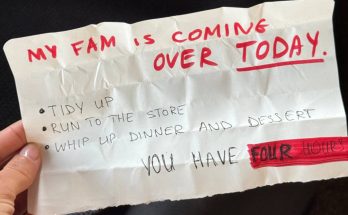 MY FAM IS COMING
OVER TODAY.
• TIDY UP
• RUN TO THE STORE
• WHIP UP DINNER AND DESSERT
YOU HAVE FOUR HOURS